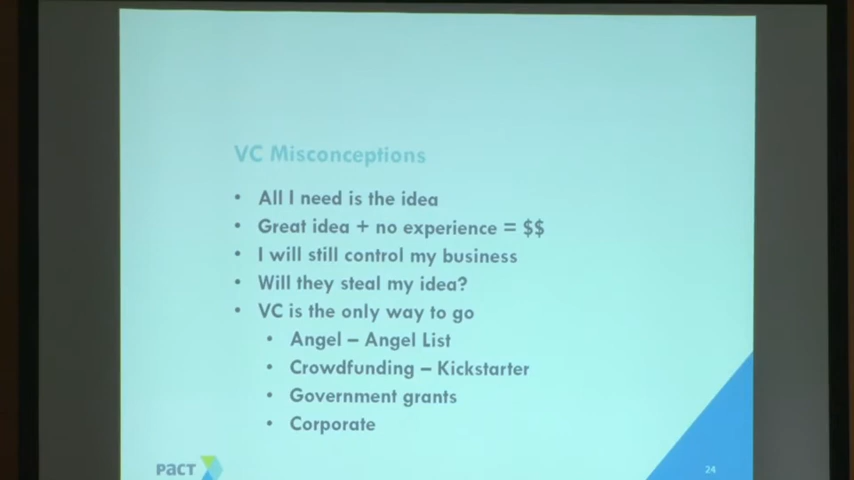 VC Misconceptions
• All I need is the idea
• Great idea + no experience = $$
• I will still control my business
• Will they steal my idea?
• VC is the only way to go
• Angel – Angel List
• Crowdfunding – Kickstarter
• Government grants
• Corporate
PACT
24